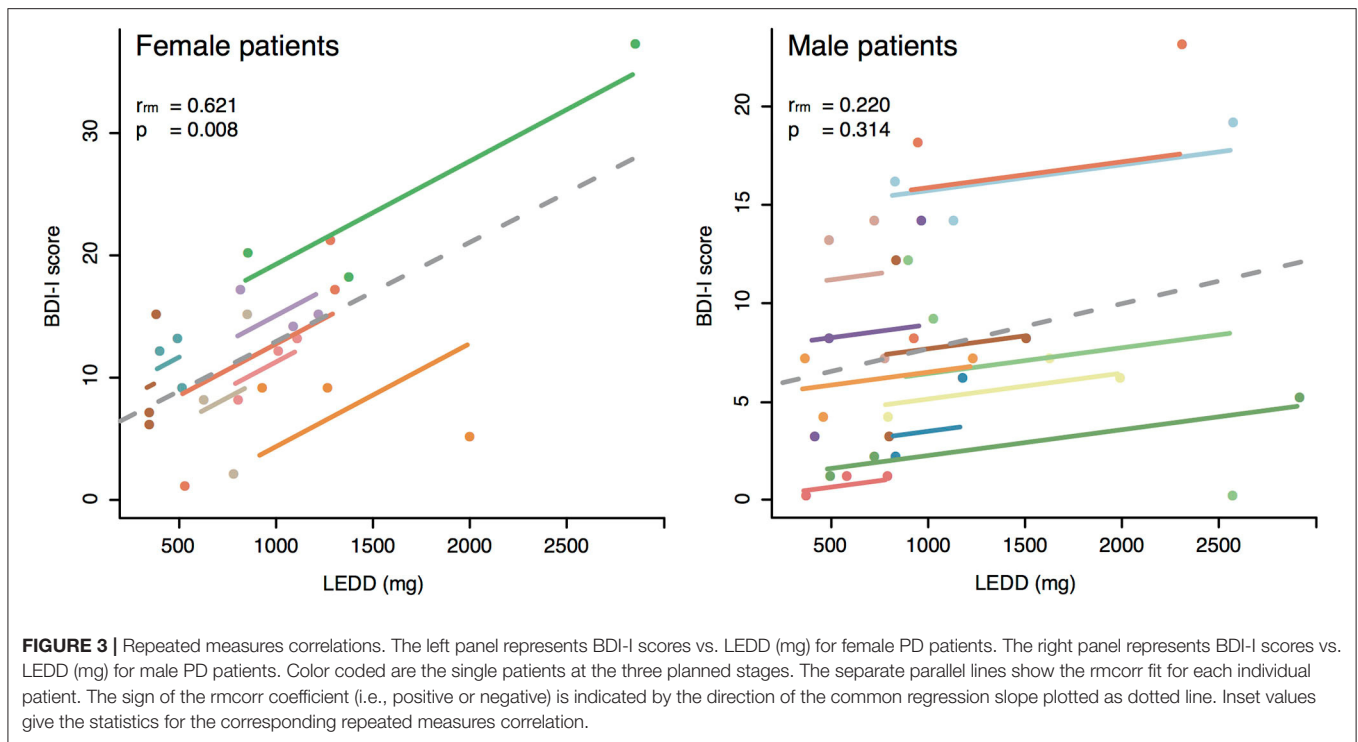 Female patients
rrm = 0.621
p = 0.008
BDI-I score
0
10
20
30
500
1000
1500
2000
2500
LEDD (mg)
Male patients
rrm = 0.220
p = 0.314
BDI-I score
0
5
10
15
20
500
1000
1500
2000
2500
LEDD (mg)
FIGURE 3 | Repeated measures correlations. The left panel represents BDI-I scores vs. LEDD (mg) for female PD patients. The right panel represents BDI-I scores vs.
LEDD (mg) for male PD patients. Color coded are the single patients at the three planned stages. The separate parallel lines show the rmcorr fit for each individual
patient. The sign of the rmcorr coefficient (i.e., positive or negative) is indicated by the direction of the common regression slope plotted as dotted line. Inset values
give the statistics for the corresponding repeated measures correlation.